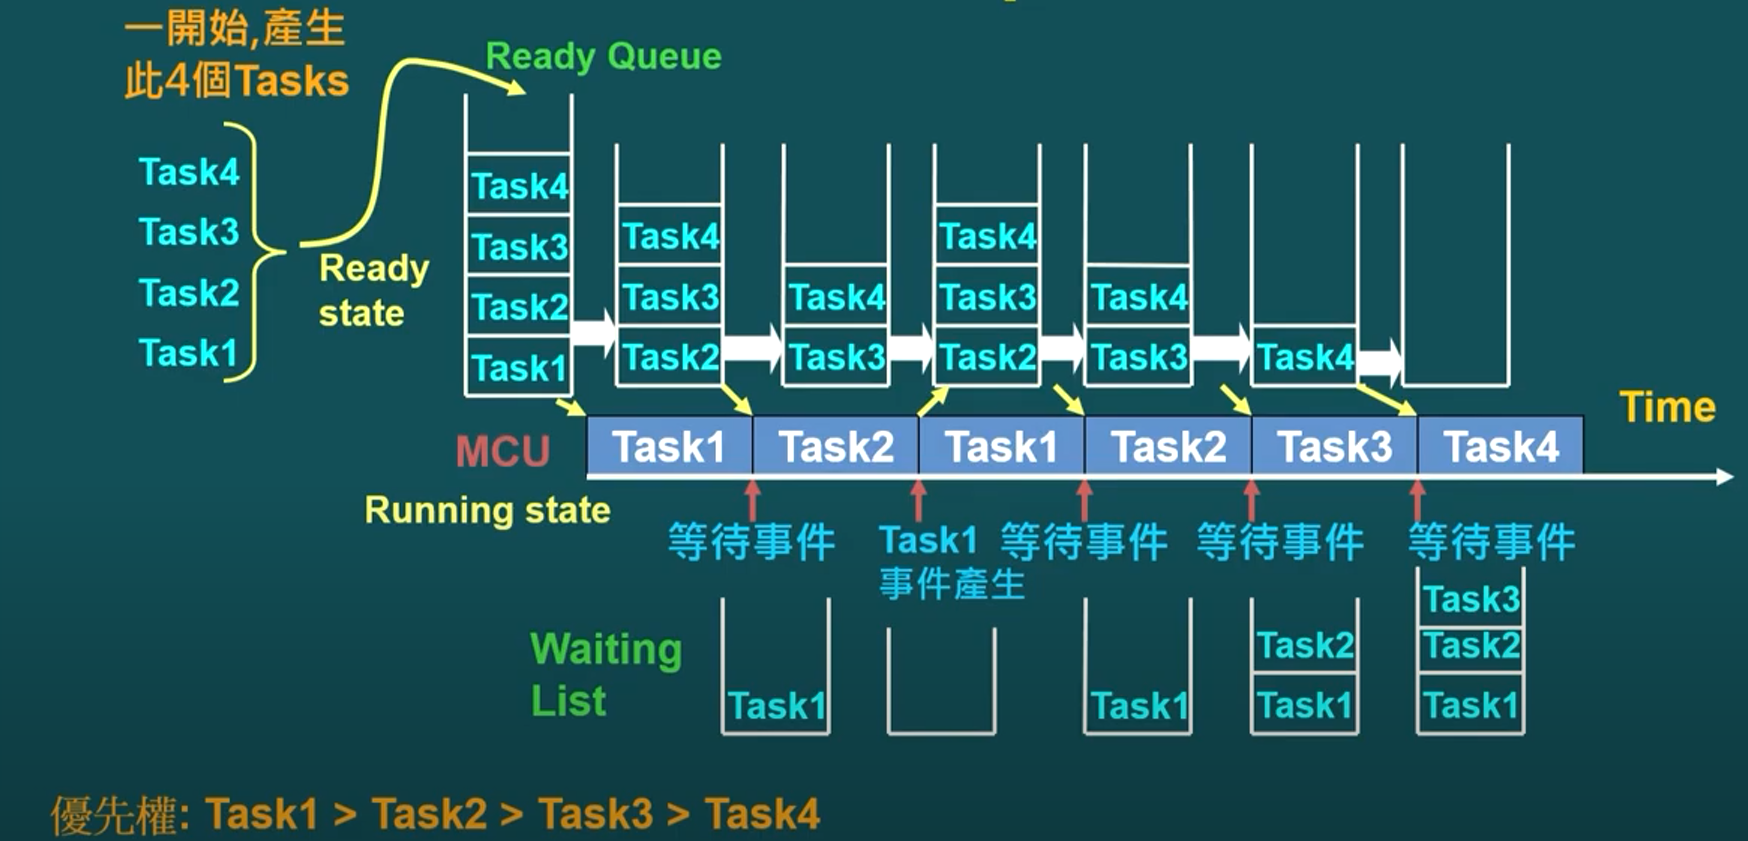 一開始,產生
此4個Tasks
Ready Queue
Task4
Task3
Task2
Task1
Ready
state
Task4
Task3
Task2
Task1
Task4
Task3
Task2
Task4
Task3
Task4
Task3
Task2
Task4
Task3
Task4
Time
MCU
Task1 Task2 Task1 Task2 Task3 Task4
Running state
等待事件
Task1
事件產生
等待事件
等待事件
等待事件
Waiting
List
Task1
Task1
Task2
Task1
Task3
Task2
Task1
優先權: Task1 > Task2 > Task3 > Task4